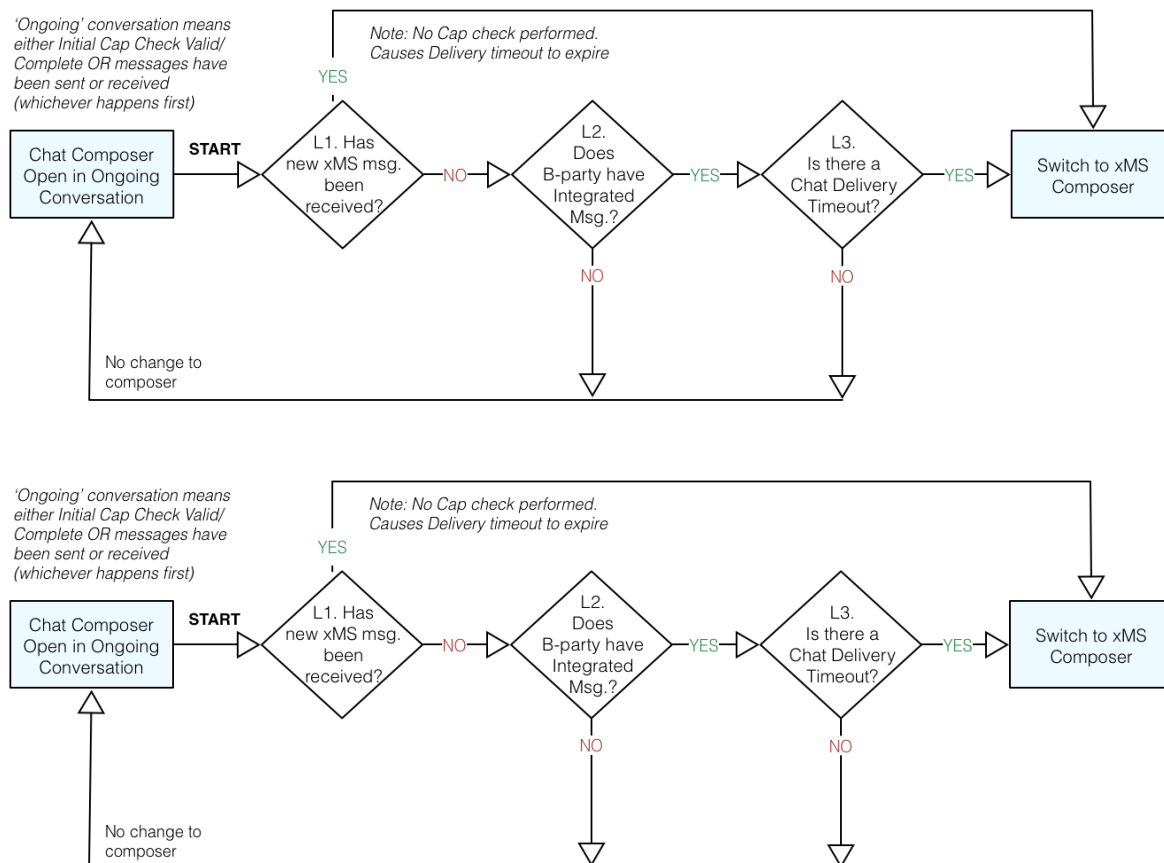 'Ongoing' conversation means
either Initial Cap Check Valid/
Complete OR messages have
been sent or received
(whichever happens first)
Note: No Cap check performed.
Causes Delivery timeout to expire
YES
Chat Composer
Open in Ongoing
Conversation
START
L1. Has
new xMS msg.
been
received?
NO
L2.
Does
B-party have
Integrated
Msg.?
YES
L3.
Is there a
Chat Delivery
Timeout?
YES
Switch to xMS
Composer
NO
NO
No change to
composer
'Ongoing' conversation means
either Initial Cap Check Valid/
Complete OR messages have
been sent or received
(whichever happens first)
Note: No Cap check performed.
Causes Delivery timeout to expire
YES
Chat Composer
Open in Ongoing
Conversation
START
L1. Has
new xMS msg.
been
received?
NO
L2.
Does
B-party have
Integrated
Msg.?
YES
L3.
Is there a
Chat Delivery
Timeout?
YES
Switch to xMS
Composer
NO
NO
No change to
composer